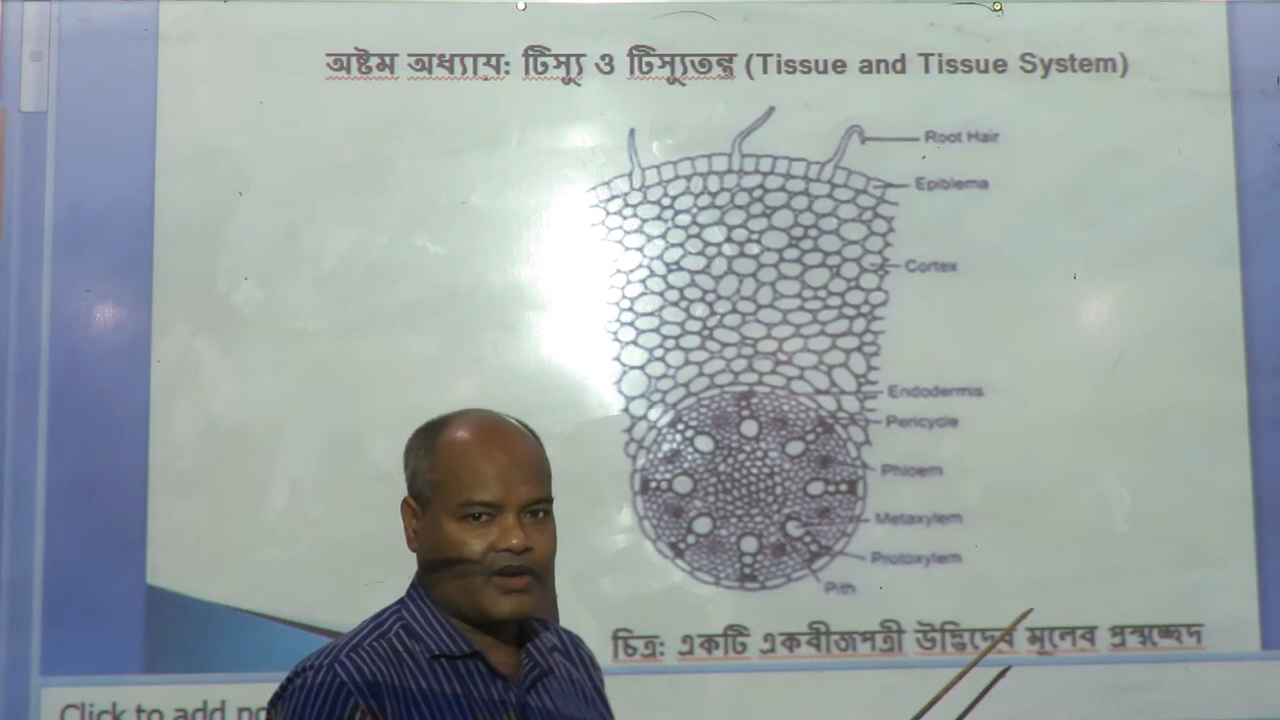 অষ্টম অধ্যায়: টিস্যু ও টিস্যুতন্ত্র (Tissue and Tissue System)
Root Hair
Epiblema
Cortex
Endodermis
Pericycle
Phloem
Metaxylem
Protoxylem
Pith
চিত্র: একটি একবীজপত্রী উদ্ভিদের মূলের প্রস্থচ্ছেদ
Click to add